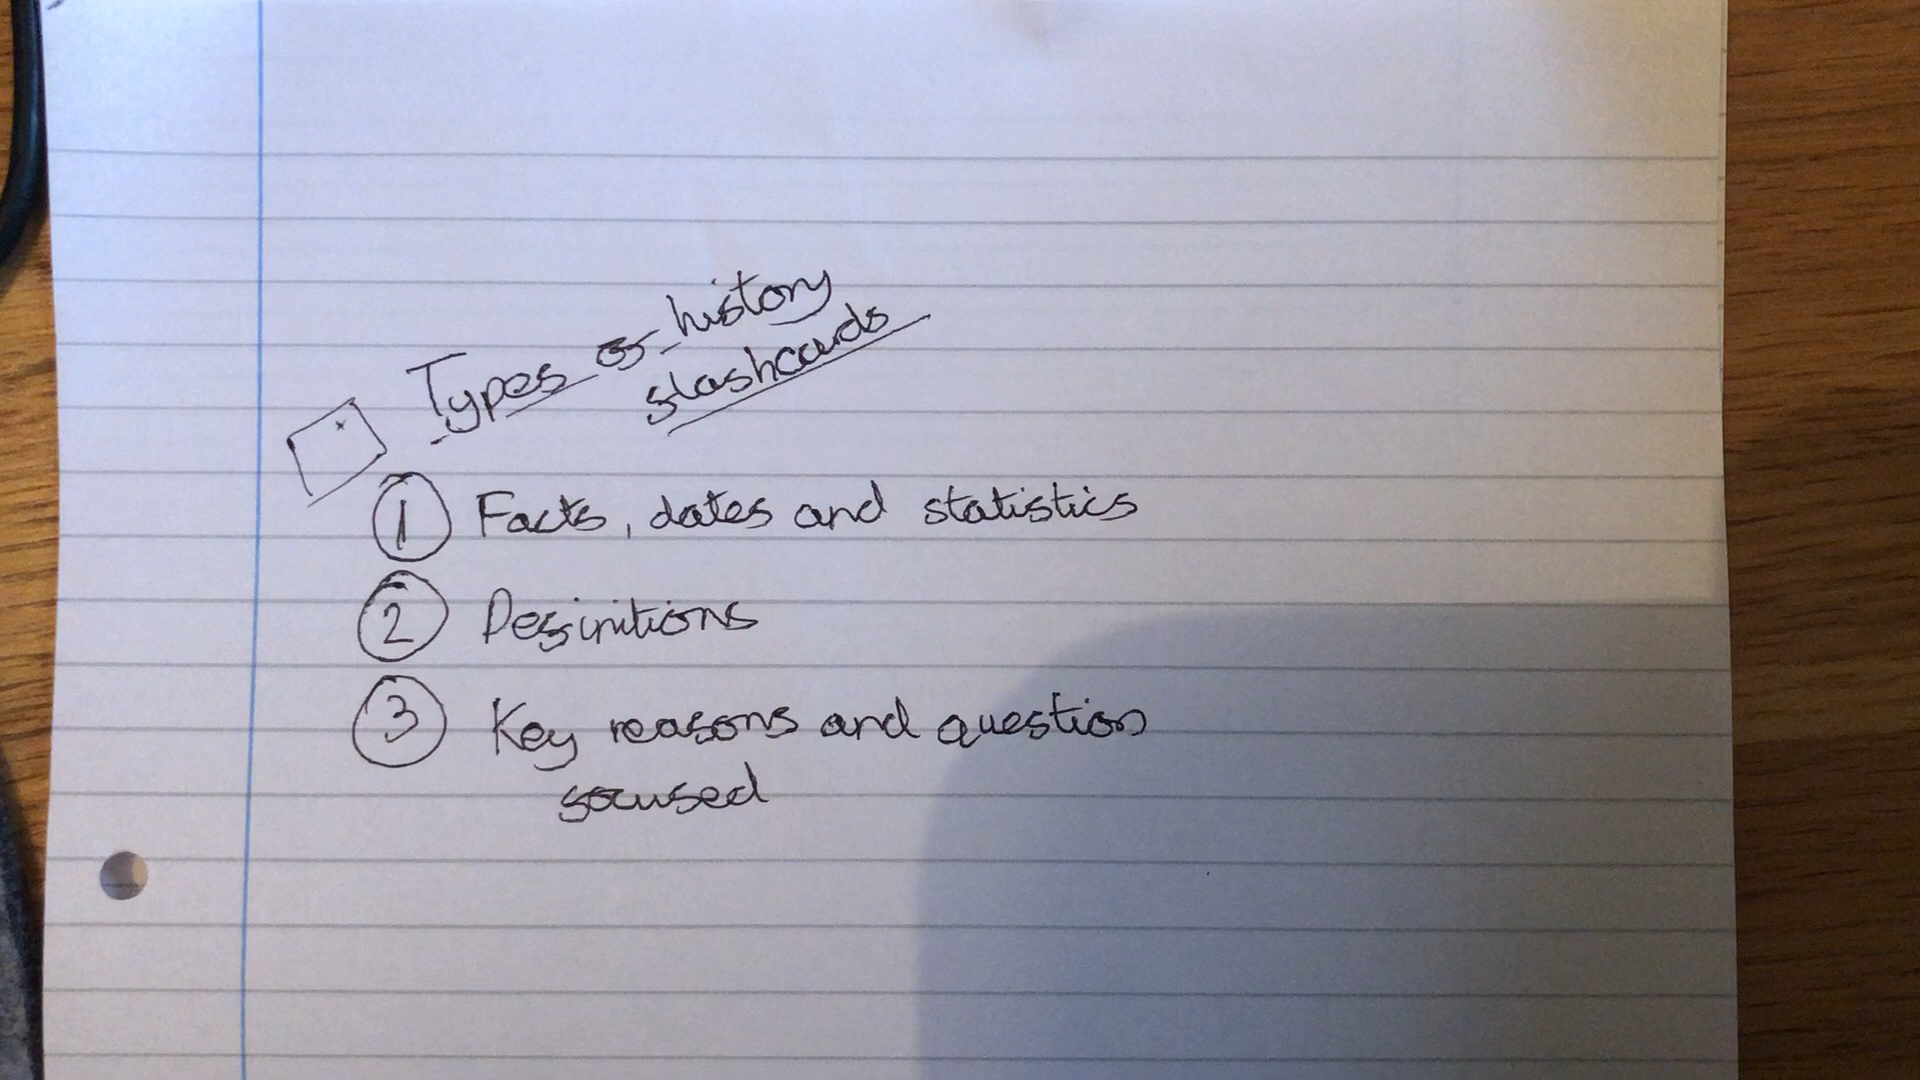 Types of history
flashcards
1 Facts, dates and statistics
2 Definitions
3 Key reasons and question
focused